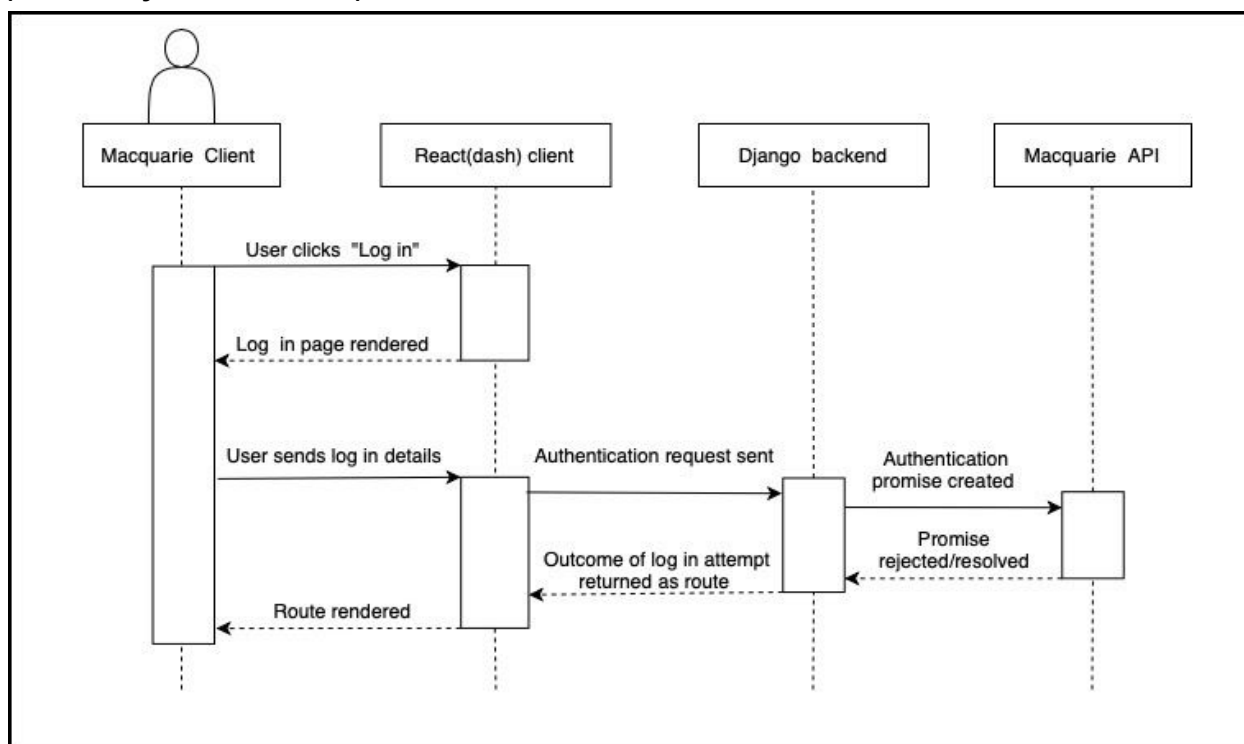 Macquarie Client
React(dash) client
Django backend
Macquarie API
User clicks "Log in"
Log in page rendered
User sends log in details
Authentication request sent
Authentication
promise created
Promise
rejected/resolved
Outcome of log in attempt
returned as route
Route rendered